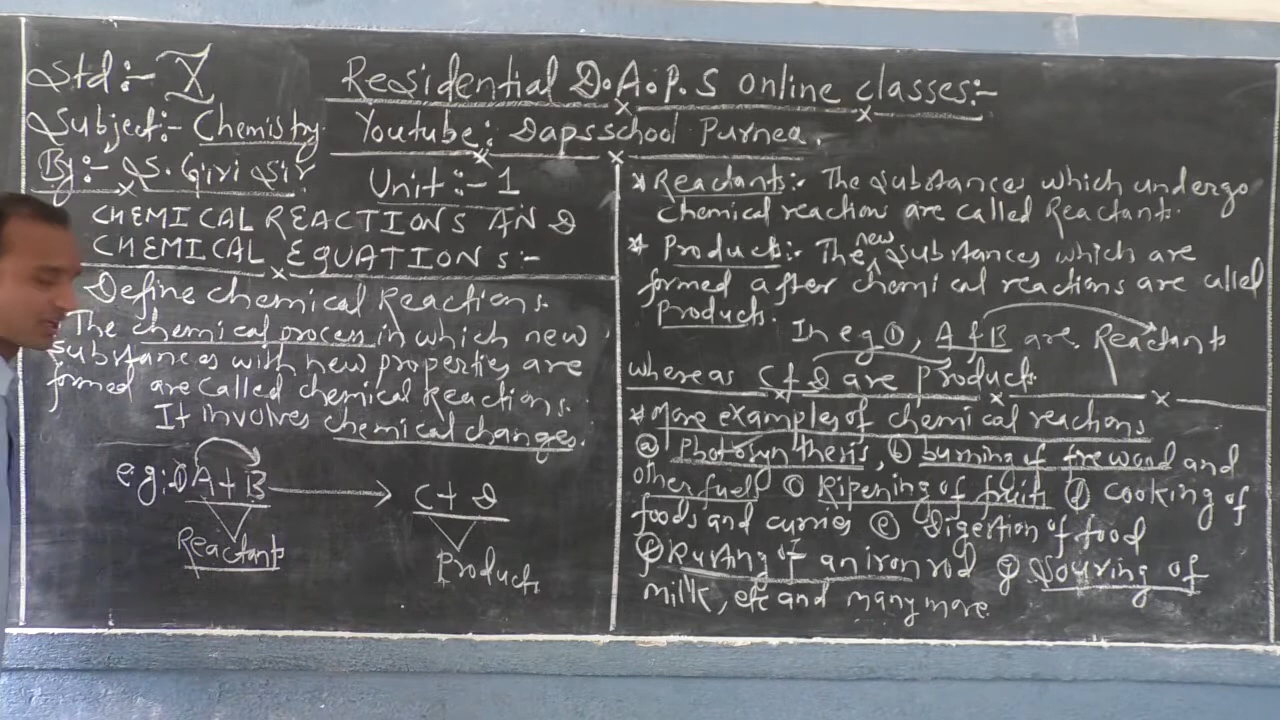 Std:- X
Residential D.A.P.S online classes:-
Subject:- Chemistry
Youtube: Dapsschool Purnea.
By:- S. Giri Sir
Unit:- 1
CHEMICAL REACTIONS AND
CHEMICAL EQUATIONS:-
Define chemical Reactions.
The chemical process in which new
substances with new properties are
formed are called chemical Reactions.
It involves chemical changes.
e.g:① A + B → C + D
Reactants
Products
* Reactants:- The substances which undergo
chemical reaction are called Reactants.
* Products:- The new substances which are
formed after chemical reactions are called
Products.
In e.g ①, A & B are Reactants
whereas C & D are Products.
* More examples of chemical reactions
ⓐ Photosynthesis, ⓑ burning of firewood and
other fuels ⓒ Ripening of fruits ⓓ cooking of
foods and curries ⓔ Digestion of food
ⓕ Rusting of an iron rod ⓖ Souring of
milk, etc and many more